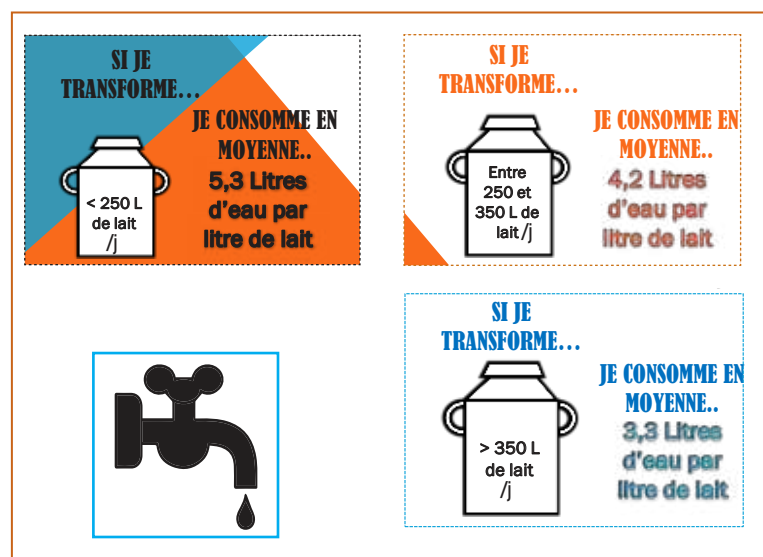 SI JE
TRANSFORME...
JE CONSOMME EN
MOYENNE..
5,3 Litres
d'eau par
litre de lait
< 250 L
de lait
/j
SI JE
TRANSFORME...
JE CONSOMME EN
MOYENNE..
4,2 Litres
d'eau par
litre de lait
Entre
250 et
350 L de
lait /j
SI JE
TRANSFORME...
JE CONSOMME EN
MOYENNE..
3,3 Litres
d'eau par
litre de lait
> 350 L
de lait
/j